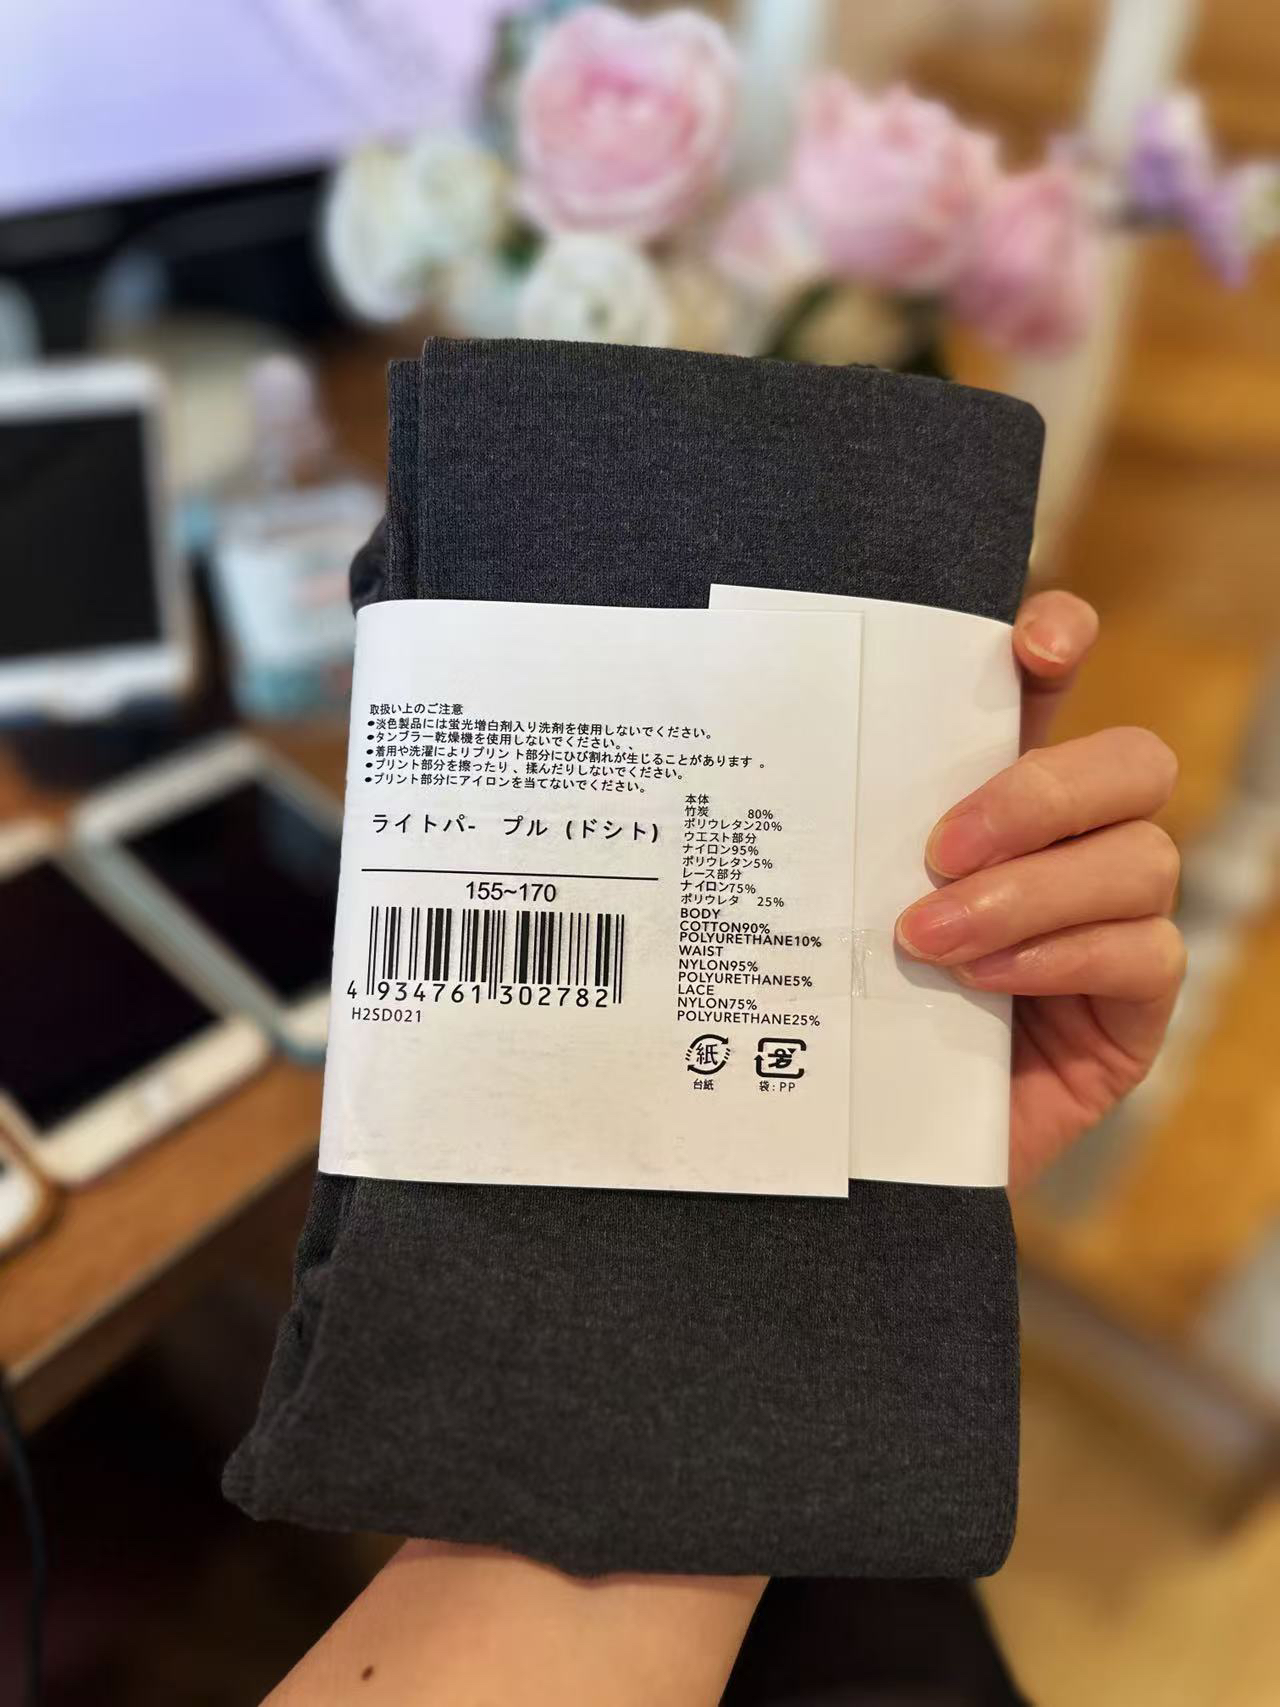 取扱い上のご注意
●淡色製品には蛍光増白剤入り洗剤を使用しないでください。
●タンブラー乾燥機を使用しないでください。、
●着用や洗濯によりプリント部分にひび割れが生じることがあります 。
●プリント部分を擦ったり 、揉んだりしないでください。
●プリント部分にアイロンを当てないでください。
ライトパ- プル (ドシト)
155~170
4 934761 302782
H2SD021
本体
竹炭 80%
ポリウレタン20%
ウエスト部分
ナイロン95%
ポリウレタン5%
レース部分
ナイロン75%
ポリウレタ 25%
BODY
COTTON90%
POLYURETHANE10%
WAIST
NYLON95%
POLYURETHANE5%
LACE
NYLON75%
POLYURETHANE25%
紙
台紙
袋:PP